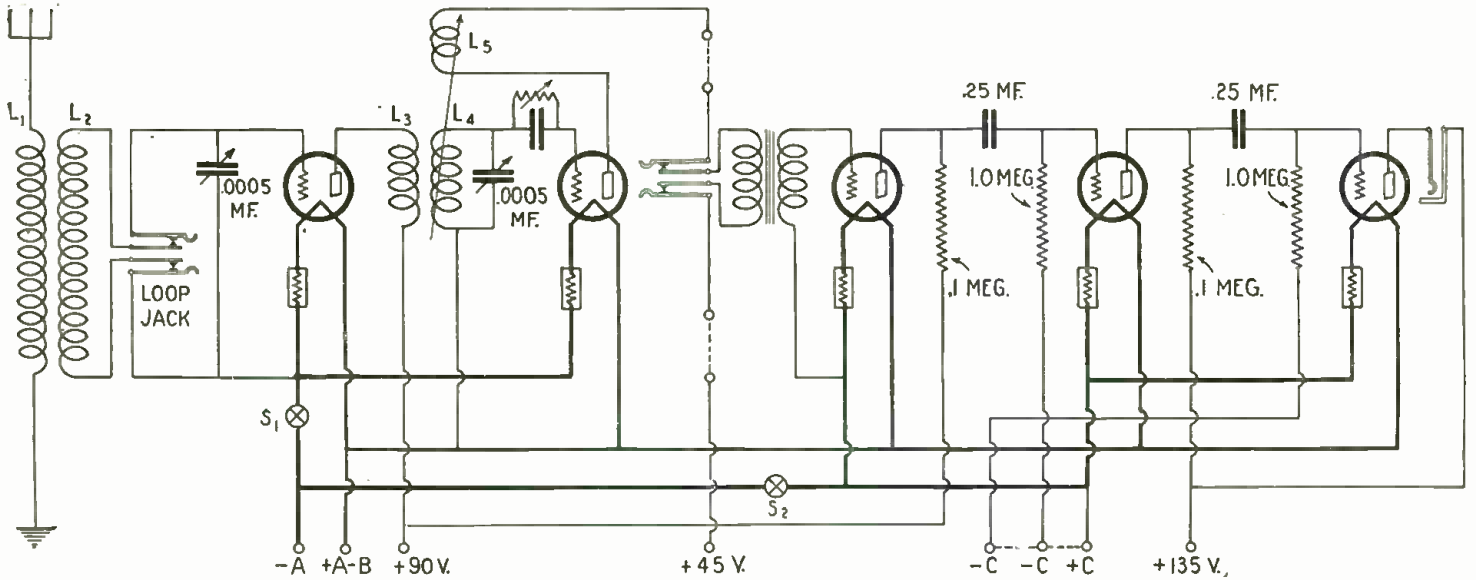 L5
.25 MF.
.25 MF.
L1
L2
L3
L4
.0005
MF.
.0005
MF.
1.0 MEG.
1.0 MEG.
LOOP
JACK
.1 MEG.
.1 MEG.
S1
S2
-A
+A-B
+90V.
+45 V.
-C
-C
+C
+135 V.